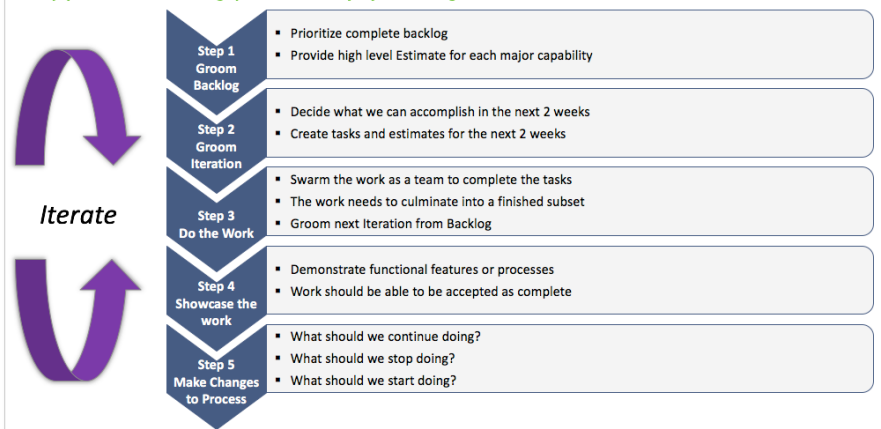 Step 1
Groom
Backlog
▪ Prioritize complete backlog
▪ Provide high level Estimate for each major capability
Step 2
Groom
Iteration
▪ Decide what we can accomplish in the next 2 weeks
▪ Create tasks and estimates for the next 2 weeks
Iterate
Step 3
Do the Work
▪ Swarm the work as a team to complete the tasks
▪ The work needs to culminate into a finished subset
▪ Groom next Iteration from Backlog
Step 4
Showcase the
work
▪ Demonstrate functional features or processes
▪ Work should be able to be accepted as complete
Step 5
Make Changes
to Process
▪ What should we continue doing?
▪ What should we stop doing?
▪ What should we start doing?